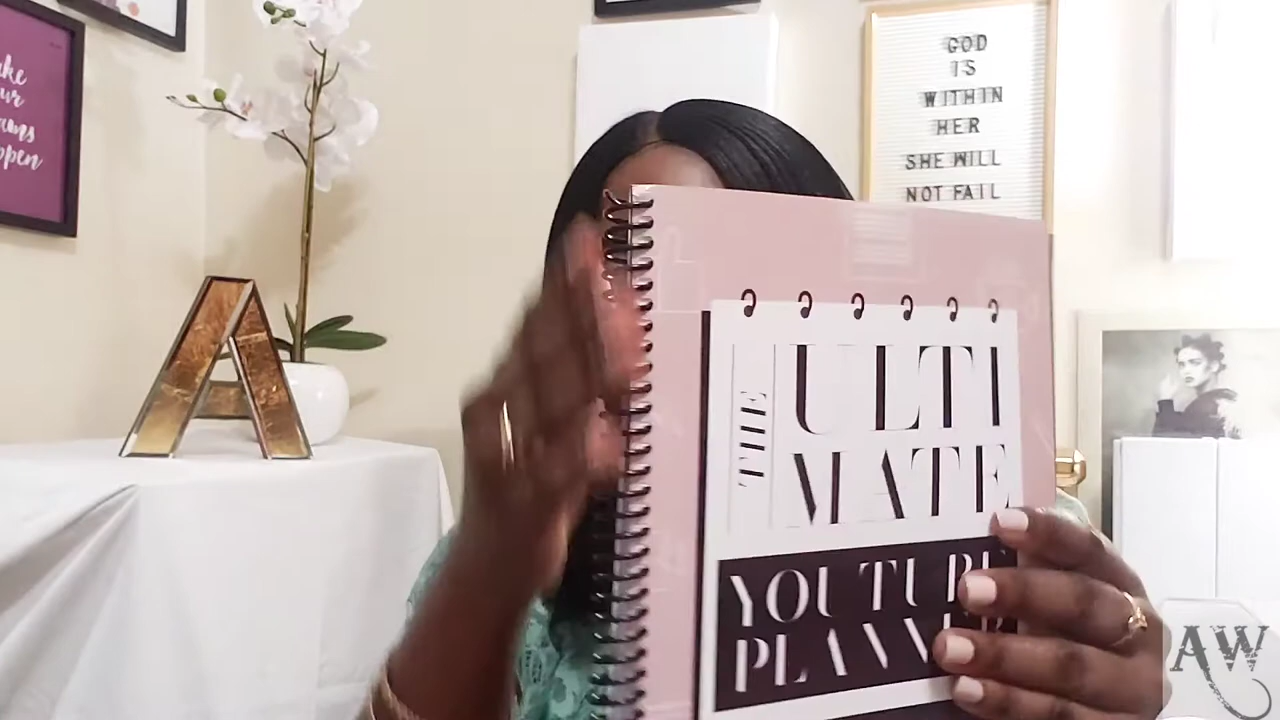 GOD
IS
WITHIN
HER
SHE WILL
NOT FAIL
THE
ULTI
MATE
YOUTUBE
PLANNER
A
AW